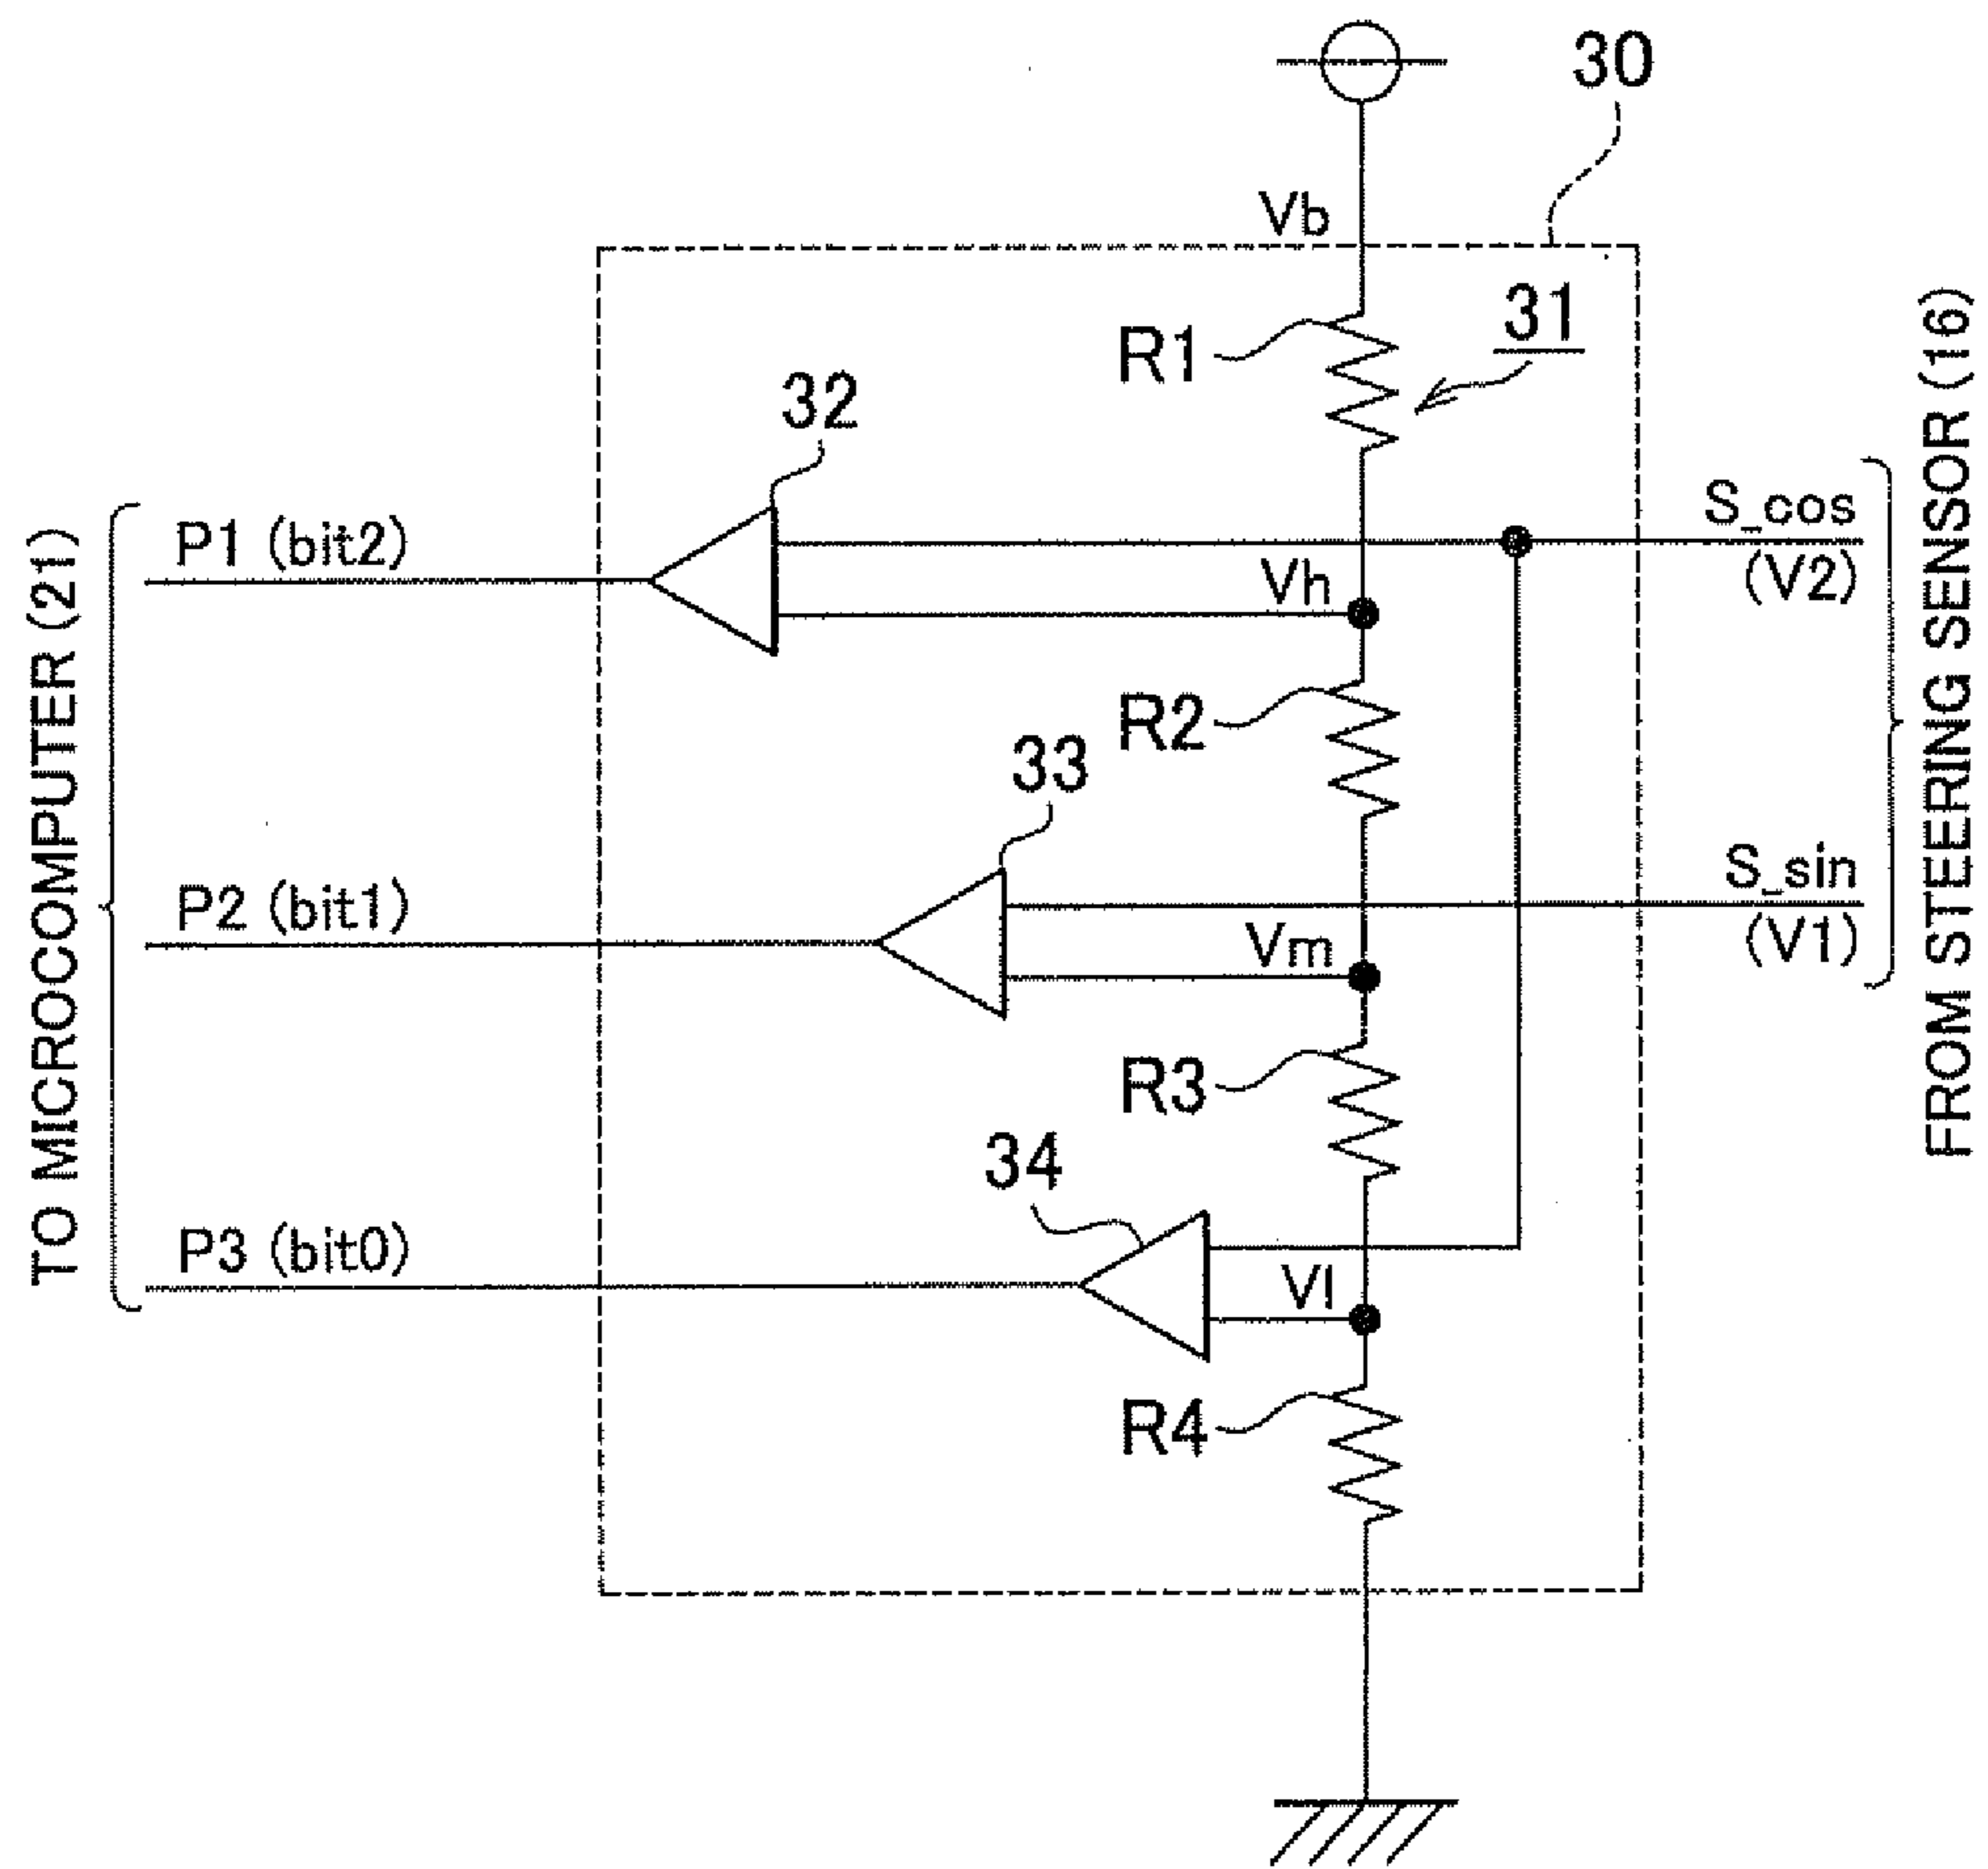 30
Vb
R1
31
32
S_cos
(V2)
P1 (bit2)
Vh
R2
33
S_sin
(V1)
P2 (bit1)
Vm
R3
34
P3 (bit0)
Vl
R4
TO MICROCOMPUTER (21)
FROM STEERING SENSOR (16)